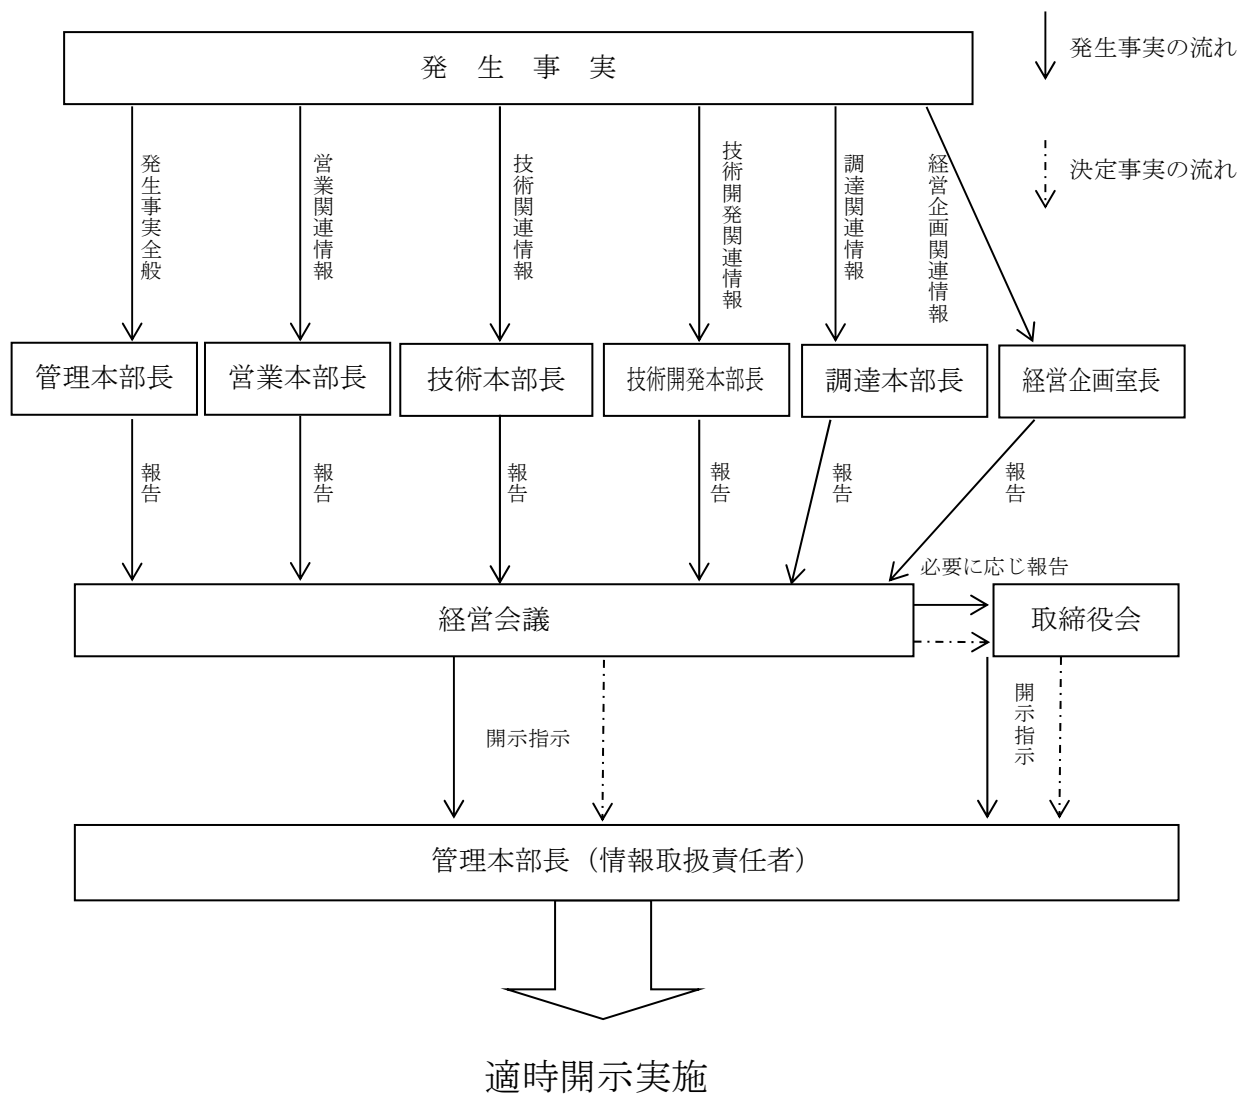 発　生　事　実
発生事実の流れ
決定事実の流れ
発生事実全般
営業関連情報
技術関連情報
技術開発関連情報
調達関連情報
経営企画関連情報
管理本部長
営業本部長
技術本部長
技術開発本部長
調達本部長
経営企画室長
報告
報告
報告
報告
報告
報告
必要に応じ報告
経営会議
取締役会
開示指示
開示指示
管理本部長（情報取扱責任者）
適時開示実施